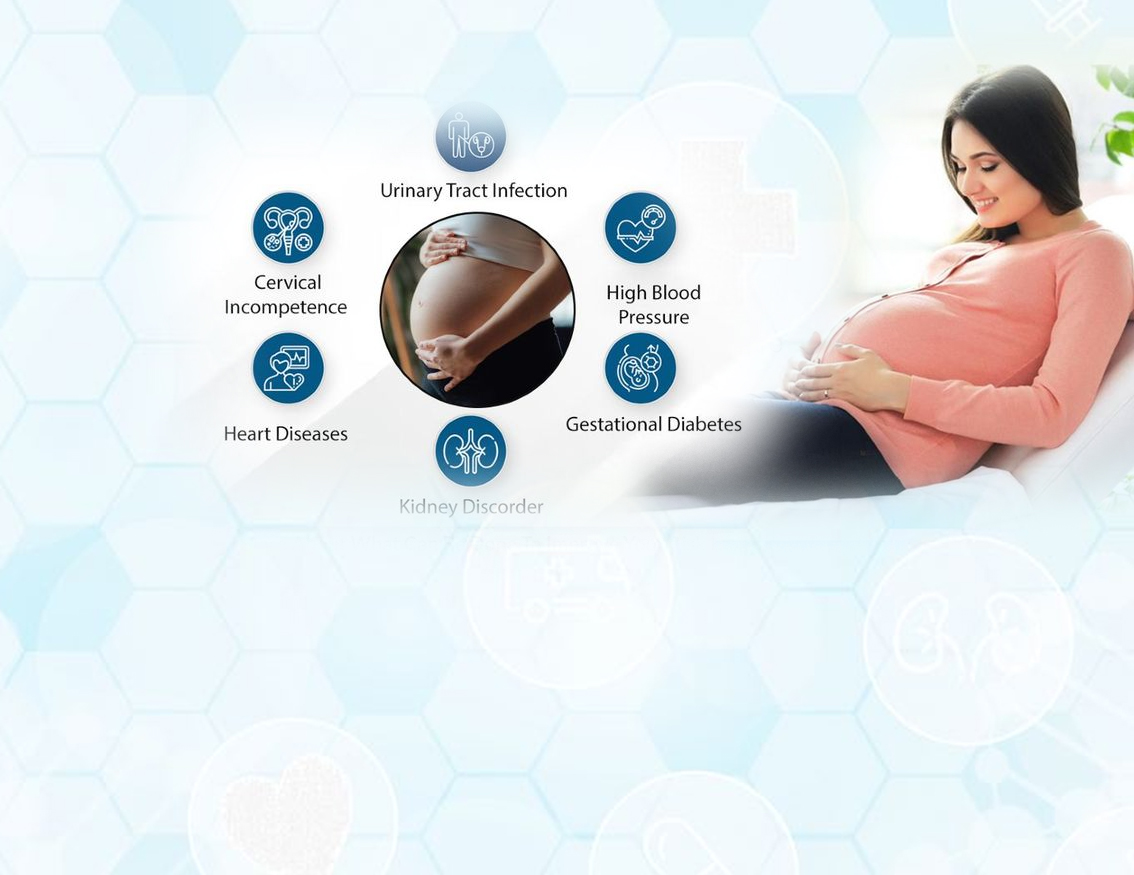 Urinary Tract Infection
Cervical
Incompetence
High Blood
Pressure
Heart Diseases
Gestational Diabetes
Kidney Discorder